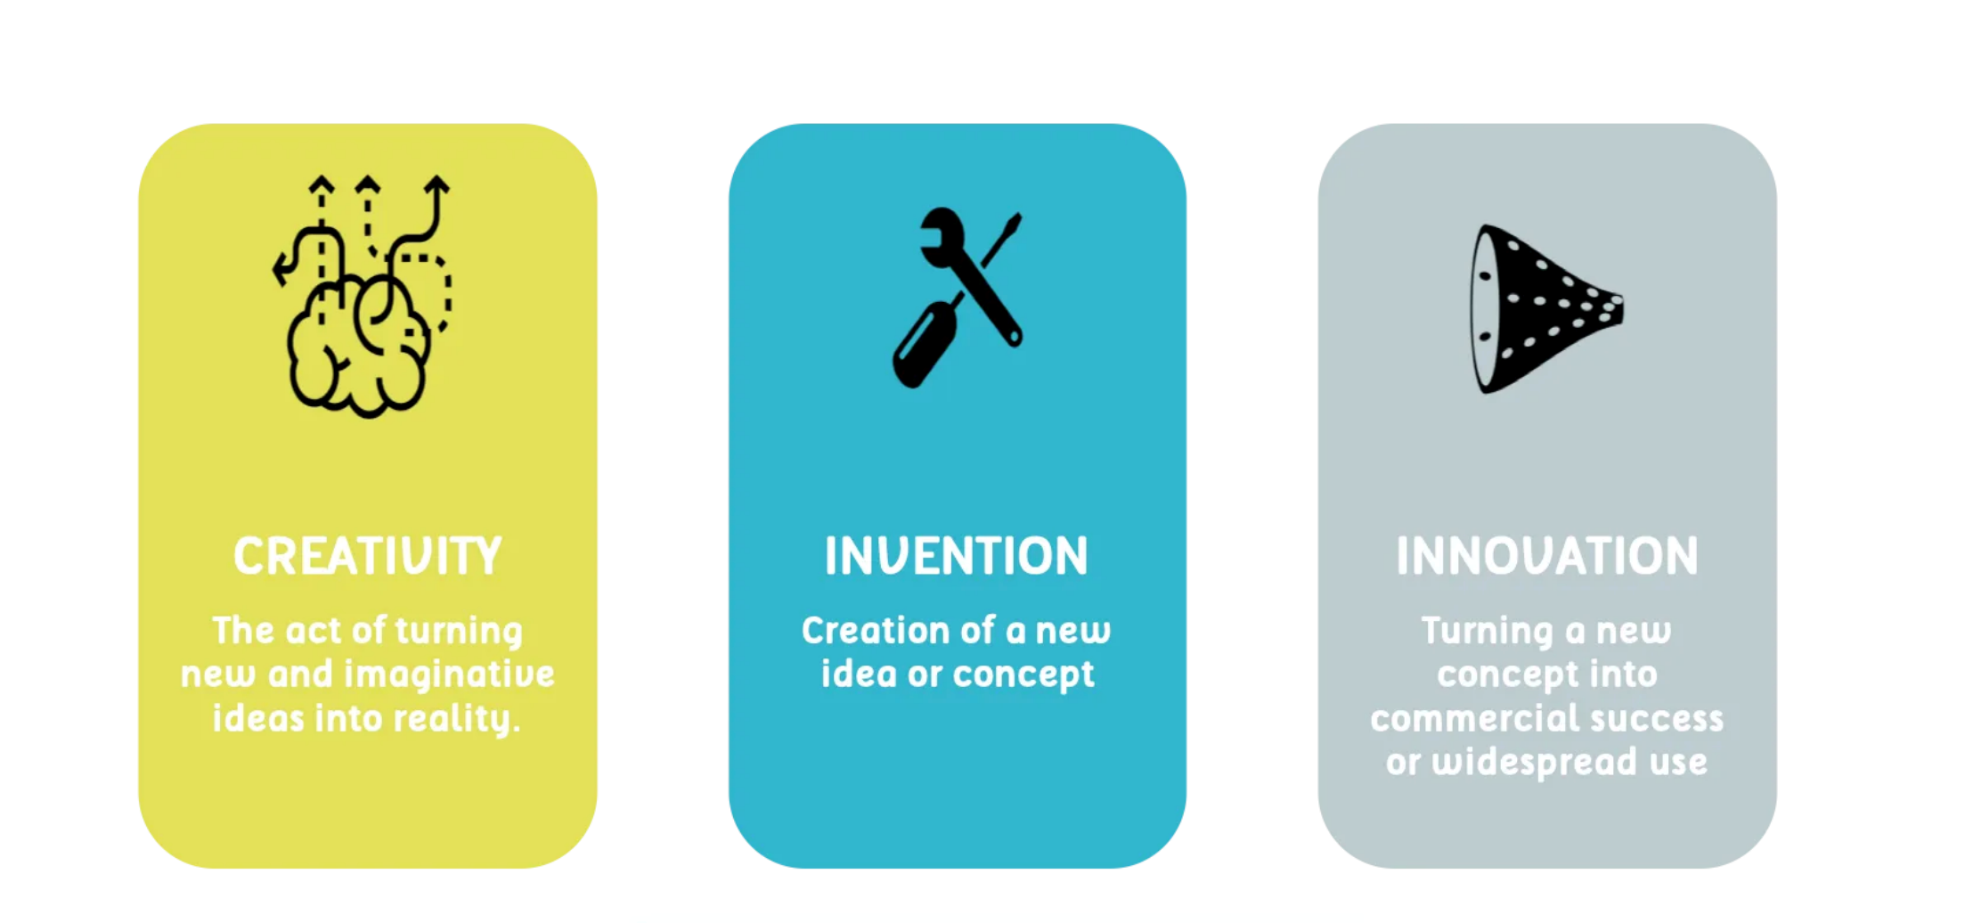 CREATIVITY
The act of turning
new and imaginative
ideas into reality.
INVENTION
Creation of a new
idea or concept
INNOVATION
Turning a new
concept into
commercial success
or widespread use